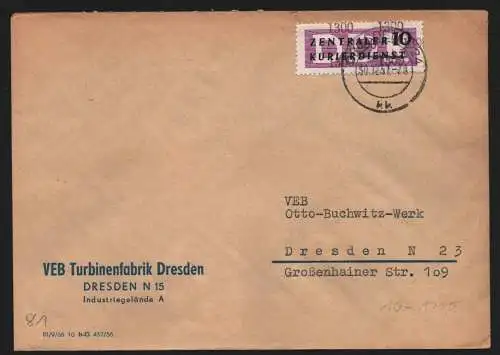 1300 1300
ZENTRALER 10
KURIERDIENST
kk
VEB
Otto-Buchwitz-Werk
Dresden N 23
Großenhainer Str. 109
VEB Turbinenfabrik Dresden
DRESDEN N 15
Industriegelände A